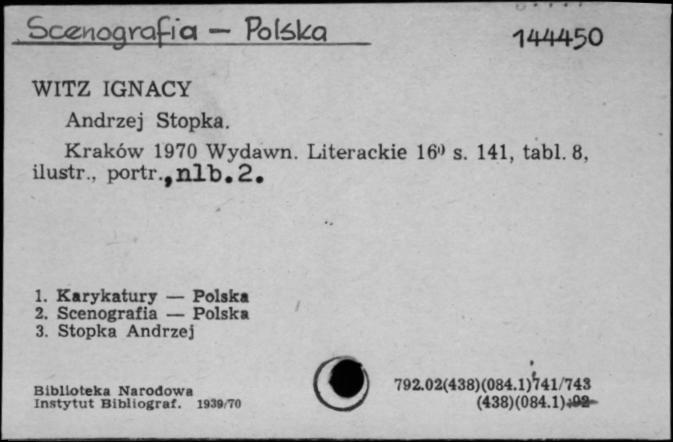 Scenografia — Polska
144450
WITZ IGNACY
Andrzej Stopka.
Kraków 1970 Wydawn. Literackie 16⁰ s. 141, tabl. 8,
ilustr., portr., nlb. 2.
1. Karykatury — Polska
2. Scenografia — Polska
3. Stopka Andrzej
Biblioteka Narodowa
Instytut Bibliograf. 1939/70
792.02(438)(084.1)741/743
(438)(084.1).02